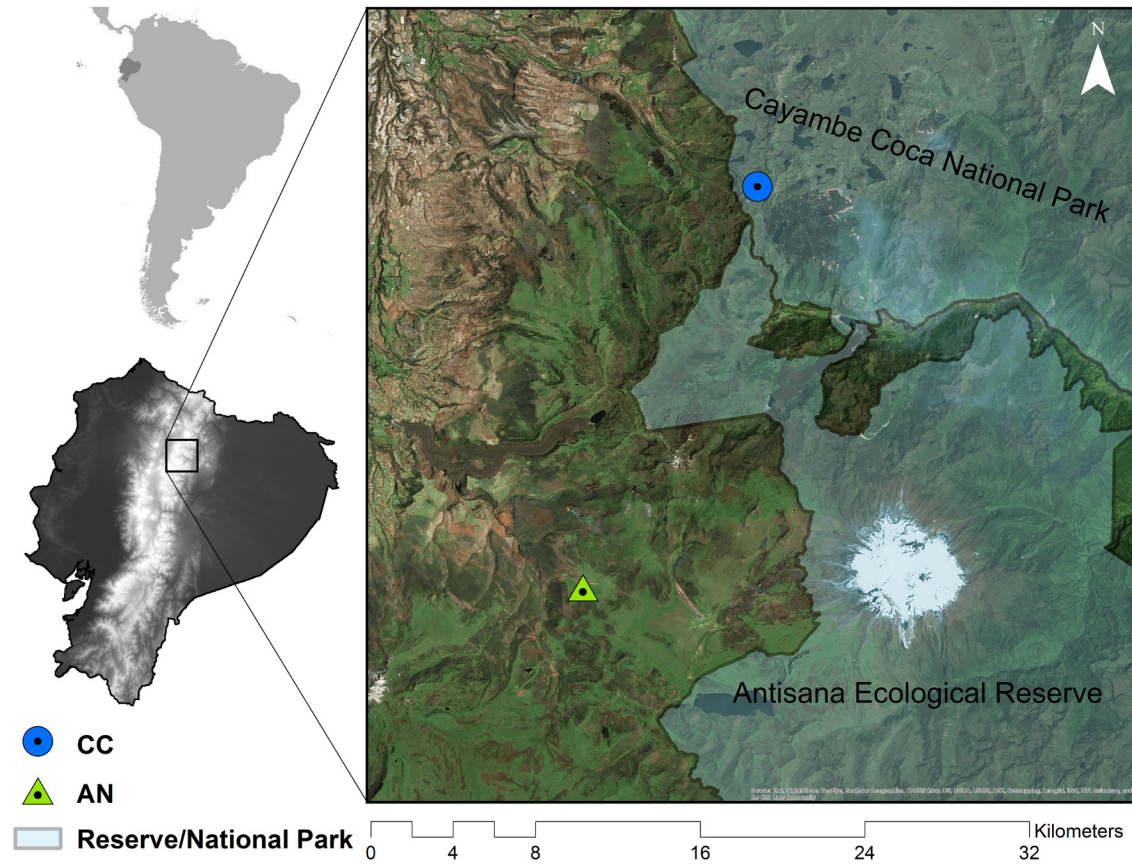 N
Cayambe Coca National Park
Antisana Ecological Reserve
CC
AN
Reserve/National Park
Kilometers
0 4 8 16 24 32